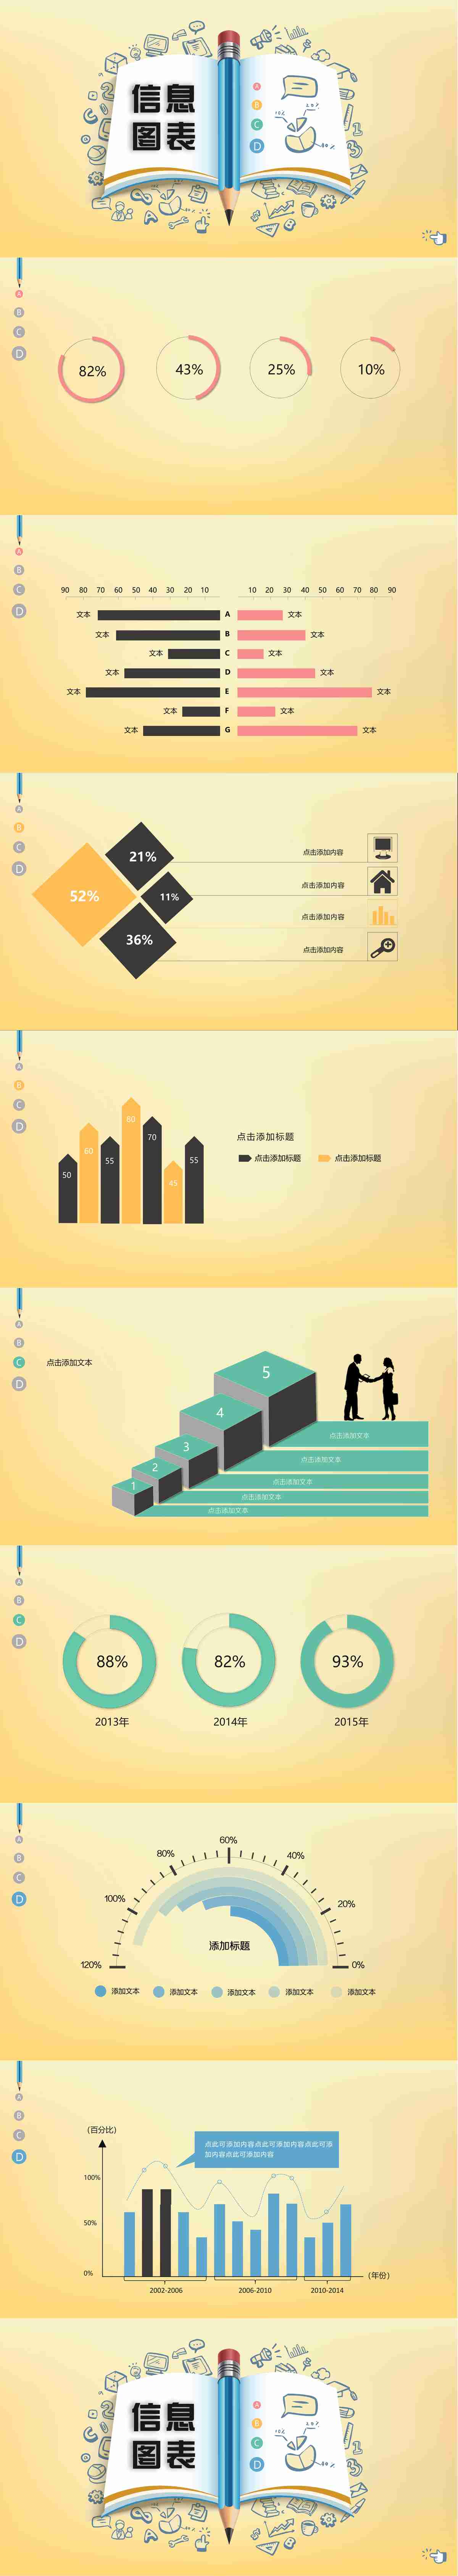 信息
图表
A
B
C
D
A
B
C
D
82%
43%
25%
10%
A
B
C
D
90 80 70 60 50 40 30 20 10
10 20 30 40 50 60 70 80 90
文本 A 文本
文本 B 文本
文本 C 文本
文本 D 文本
文本 E 文本
文本 F 文本
文本 G 文本
A
B
C
D
21%
52%
11%
36%
点击添加内容
点击添加内容
点击添加内容
点击添加内容
A
B
C
D
50
60
55
80
70
45
55
点击添加标题
点击添加标题
点击添加标题
A
B
C
D
点击添加文本
5
4
3
2
1
点击添加文本
点击添加文本
点击添加文本
点击添加文本
点击添加文本
A
B
C
D
88%
82%
93%
2013年
2014年
2015年
A
B
C
D
60%
80%
40%
100%
20%
120%
0%
添加标题
添加文本
添加文本
添加文本
添加文本
添加文本
A
B
C
D
(百分比)
点此可添加内容点此可添加内容点此可添
加内容点此可添加内容
100%
50%
0%
(年份)
2002-2006
2006-2010
2010-2014
信息
图表
A
B
C
D